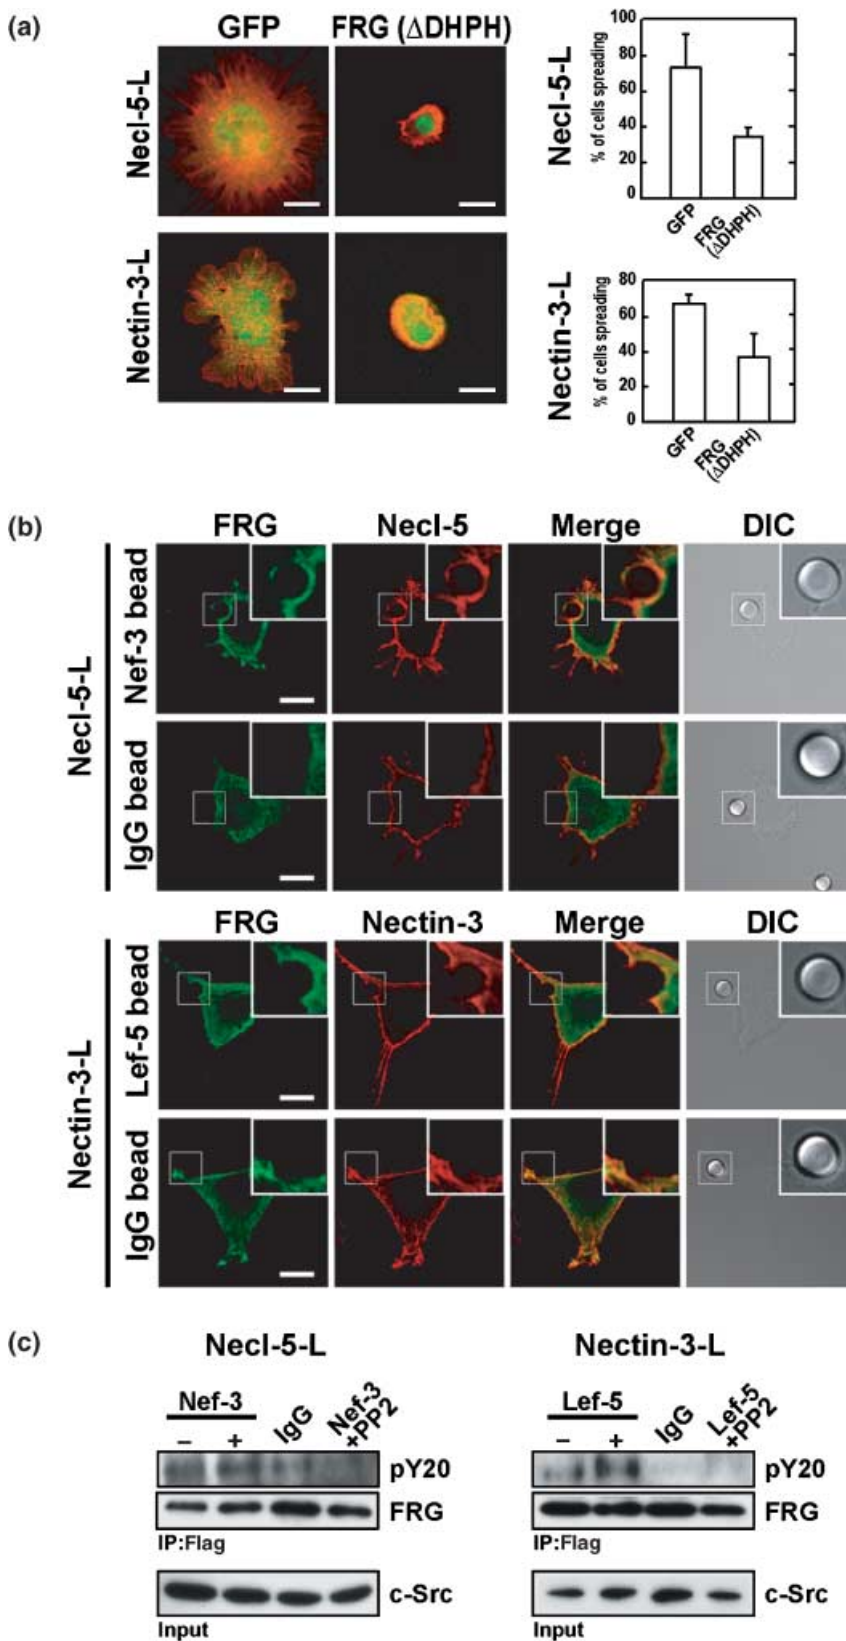 (a)
GFP
FRG (ΔDHPH)
Necl-5-L
Nectin-3-L
Necl-5-L
% of cells spreading
100
80
60
40
20
0
GFP
FRG
(ΔDHPH)
Nectin-3-L
% of cells spreading
80
60
40
20
0
GFP
FRG
(ΔDHPH)
(b)
FRG Necl-5 Merge DIC
Necl-5-L
Nef-3 bead
IgG bead
FRG Nectin-3 Merge DIC
Nectin-3-L
Lef-5 bead
IgG bead
(c)
Necl-5-L
Nef-3
– +
IgG
Nef-3
+PP2
pY20
FRG
IP:Flag
c-Src
Input
Nectin-3-L
Lef-5
– +
IgG
Lef-5
+PP2
pY20
FRG
IP:Flag
c-Src
Input